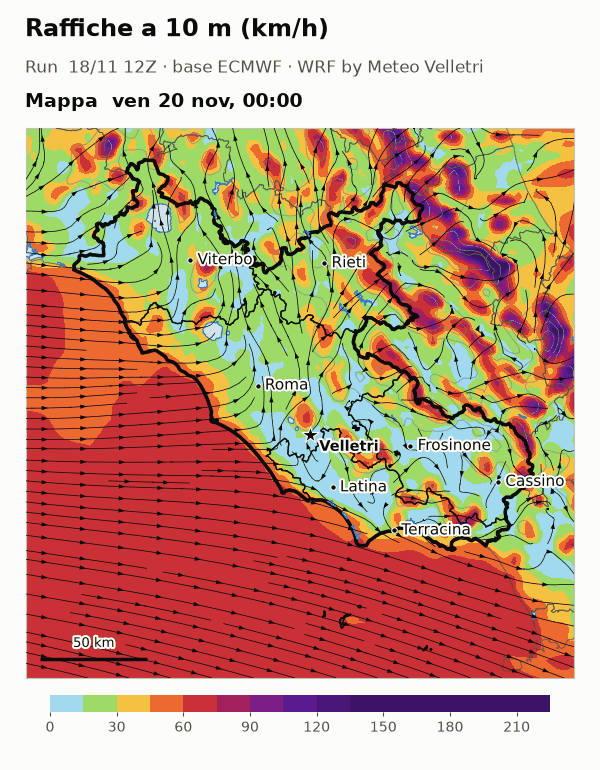 Raffiche a 10 m (km/h)
Run  18/11 12Z · base ECMWF · WRF by Meteo Velletri
Mappa  ven 20 nov, 00:00
Viterbo
Rieti
Roma
Velletri
Frosinone
Latina
Cassino
Terracina
50 km
0 30 60 90 120 150 180 210